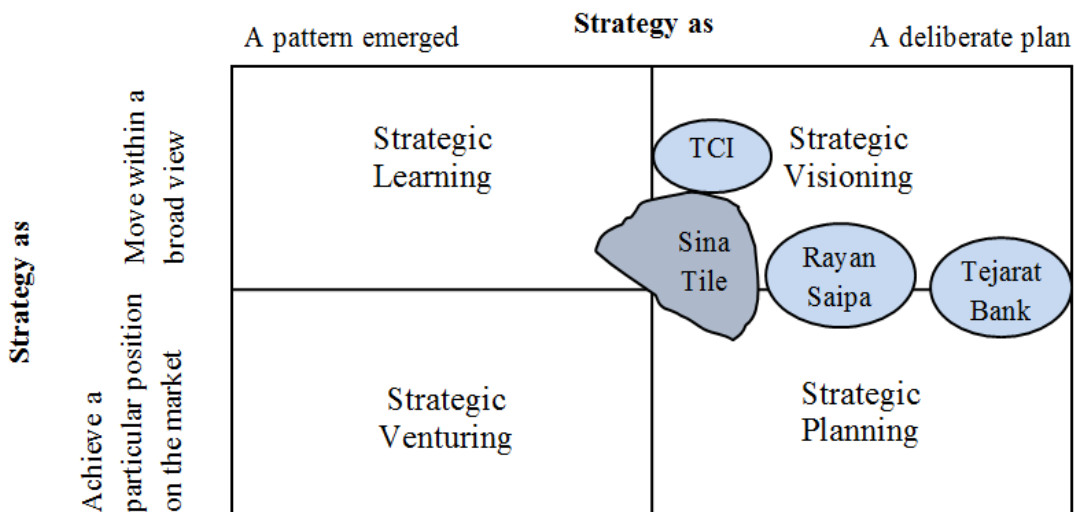 Strategy as
A pattern emerged
A deliberate plan
Strategy as
Move within a
broad view
Achieve a
particular position
on the market
Strategic
Learning
TCI
Strategic
Visioning
Sina
Tile
Rayan
Saipa
Tejarat
Bank
Strategic
Venturing
Strategic
Planning